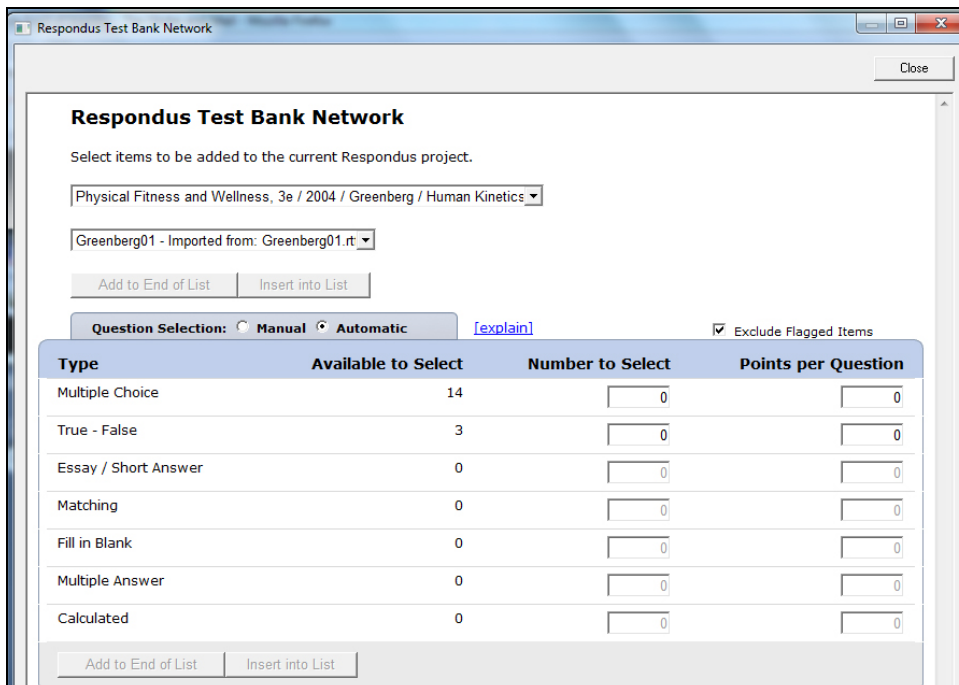 Respondus Test Bank Network
Close
Respondus Test Bank Network
Select items to be added to the current Respondus project.
Physical Fitness and Wellness, 3e / 2004 / Greenberg / Human Kinetics
Greenberg01 - Imported from: Greenberg01.rt
Add to End of List Insert into List
Question Selection: Manual Automatic [explain] Exclude Flagged Items
Type Available to Select Number to Select Points per Question
Multiple Choice 14 0 0
True - False 3 0 0
Essay / Short Answer 0 0 0
Matching 0 0 0
Fill in Blank 0 0 0
Multiple Answer 0 0 0
Calculated 0 0 0
Add to End of List Insert into List